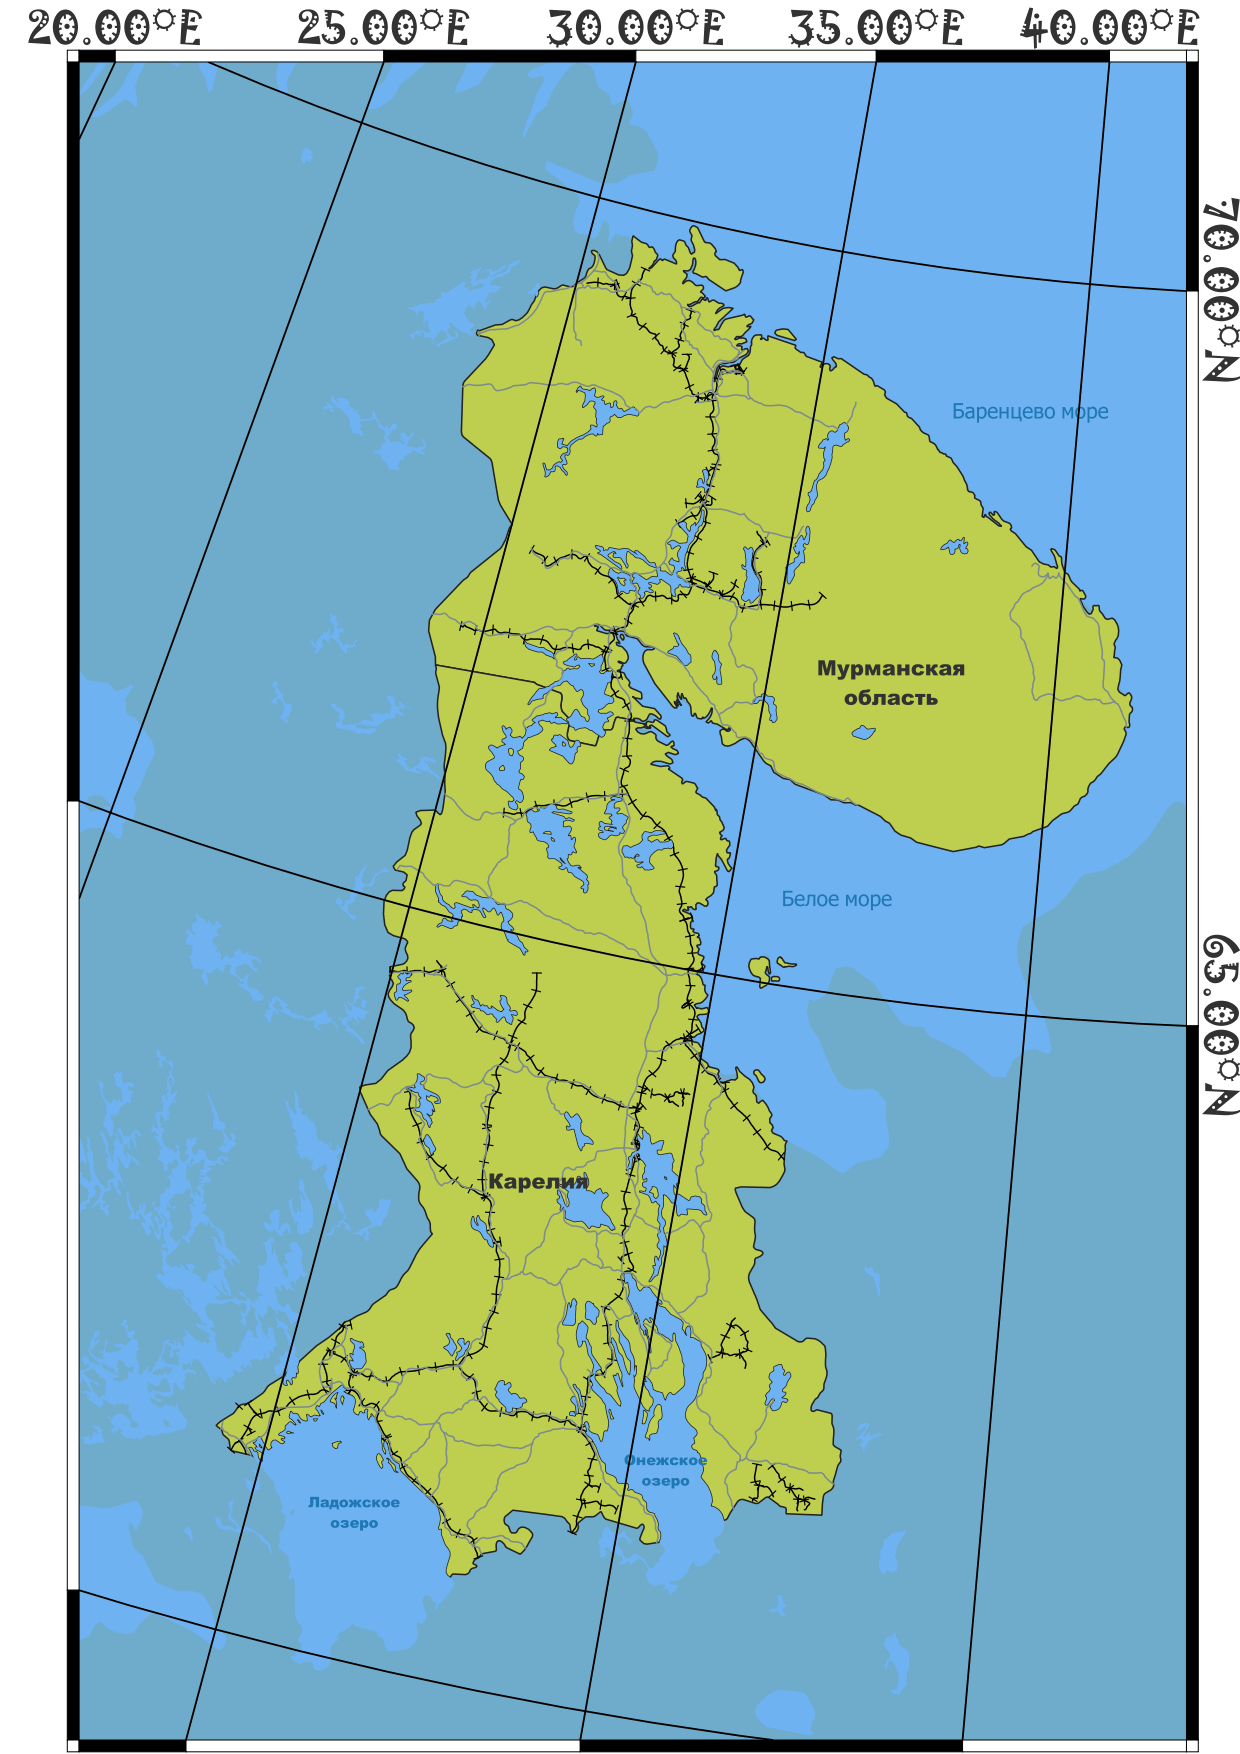 20.00°E 25.00°E 30.00°E 35.00°E 40.00°E
70.00°N
Баренцево море
Мурманская
область
Белое море
65.00°N
Карелия
Онежское
озеро
Ладожское
озеро